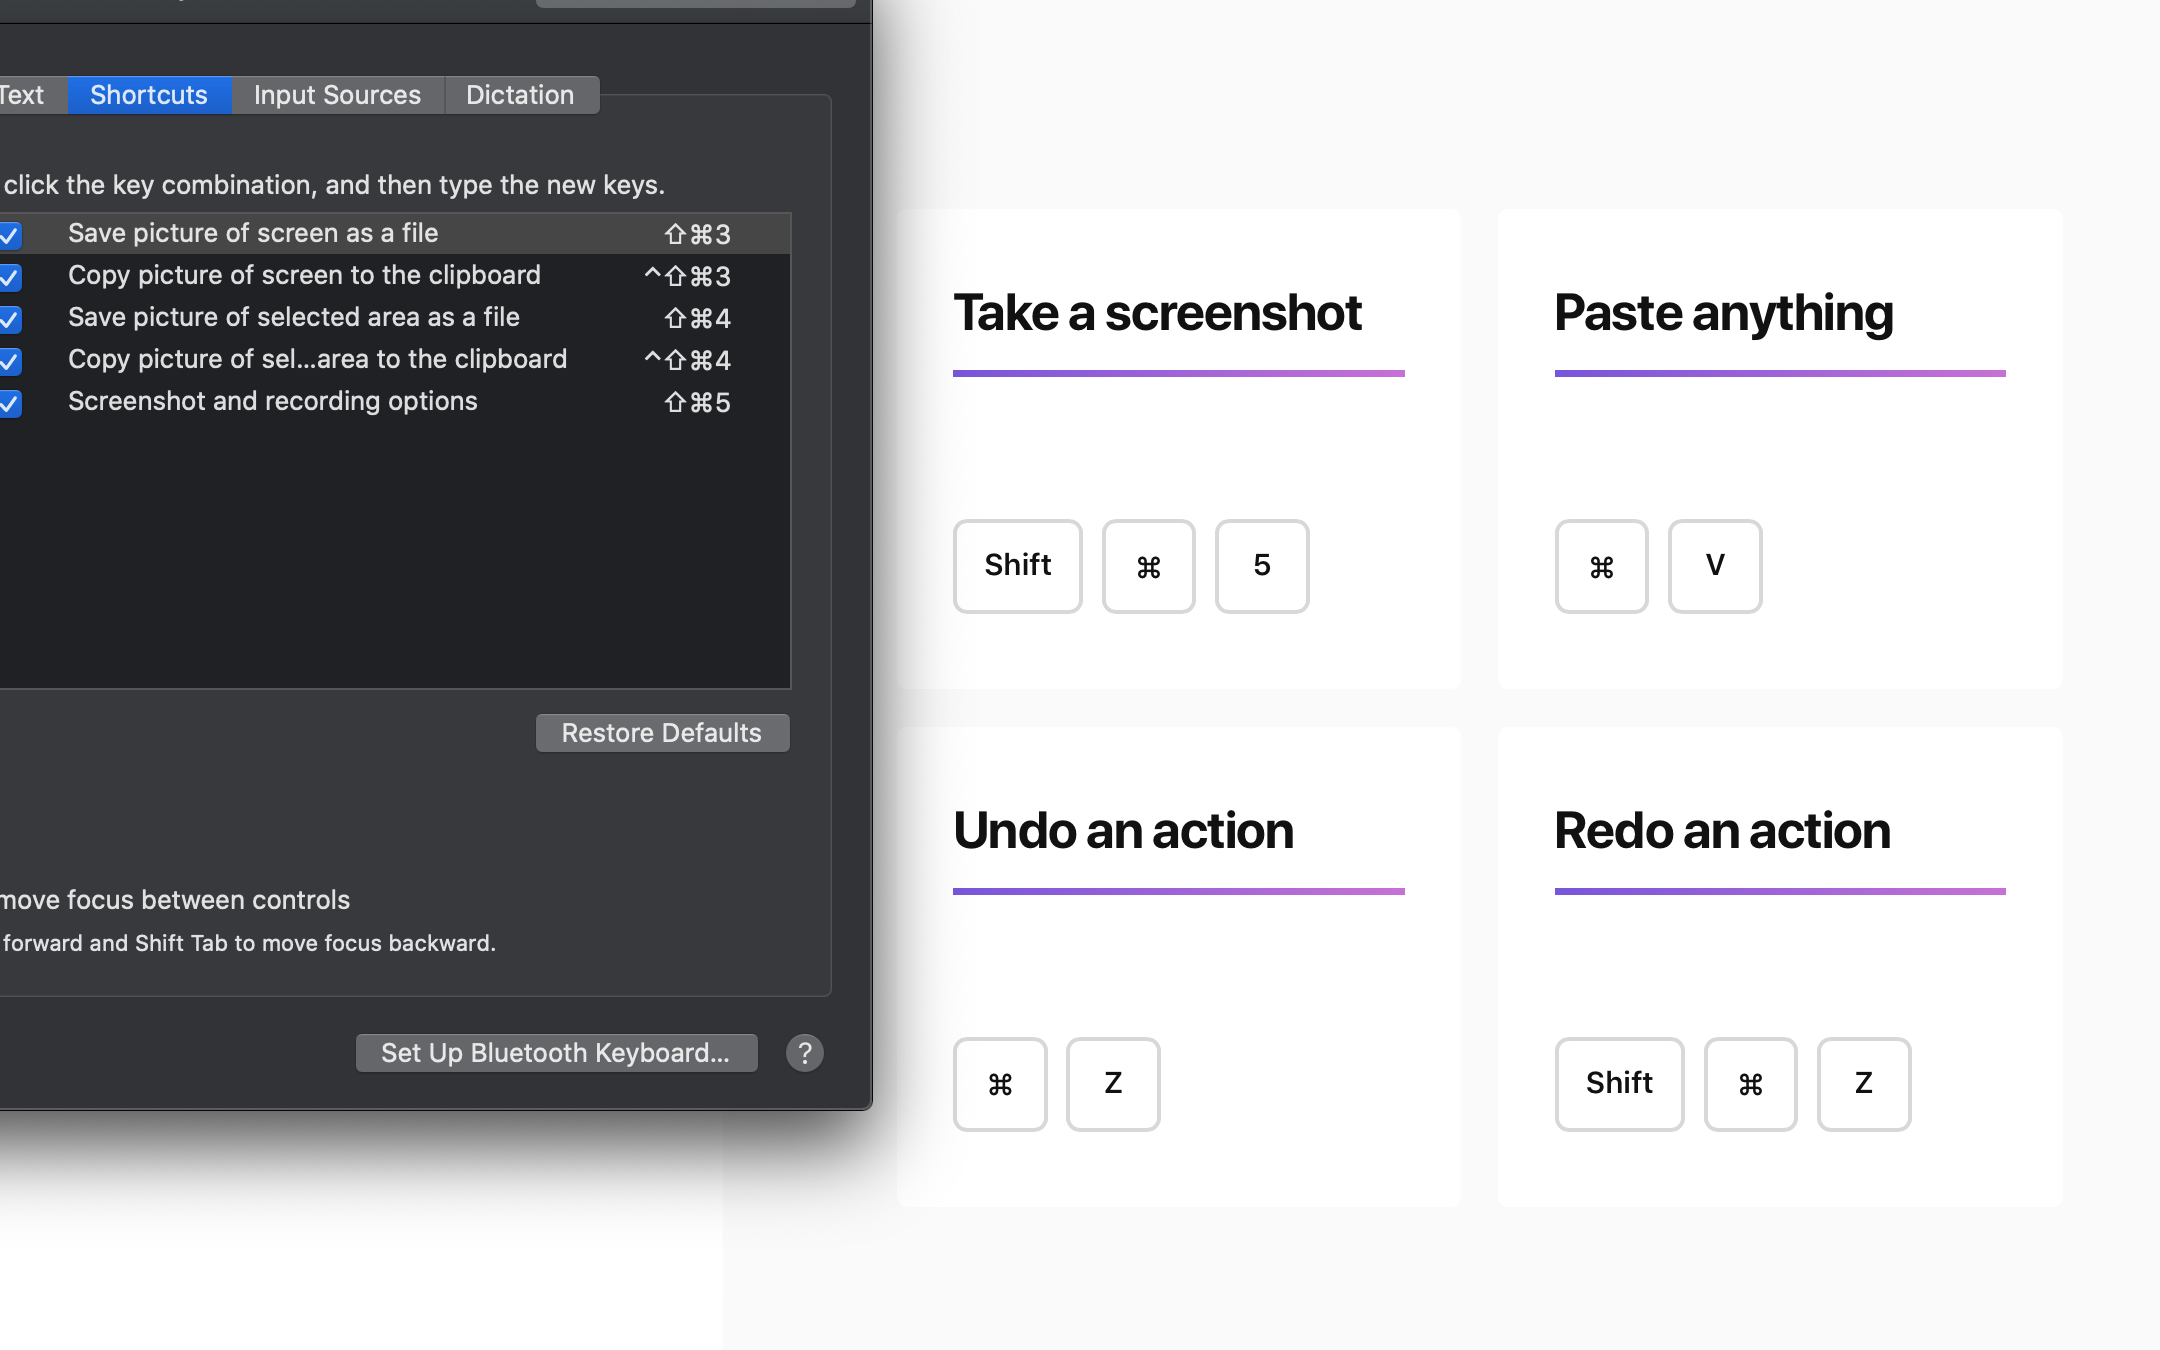 Text
Shortcuts
Input Sources
Dictation
click the key combination, and then type the new keys.
Save picture of screen as a file ⇧⌘3
Copy picture of screen to the clipboard ^⇧⌘3
Save picture of selected area as a file ⇧⌘4
Copy picture of sel...area to the clipboard ^⇧⌘4
Screenshot and recording options ⇧⌘5
Restore Defaults
move focus between controls
forward and Shift Tab to move focus backward.
Set Up Bluetooth Keyboard...
?
Take a screenshot
Shift ⌘ 5
Paste anything
⌘ V
Undo an action
⌘ Z
Redo an action
Shift ⌘ Z